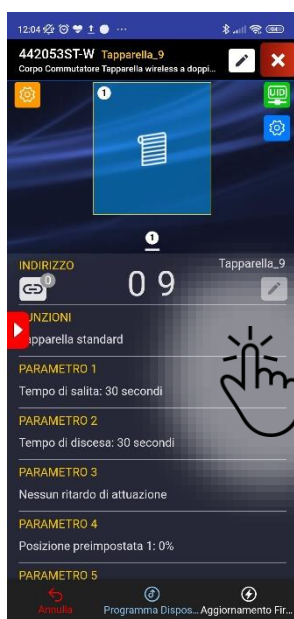 12:04
442053ST-W Tapparella_9
Corpo Commutatore Tapparella wireless a doppi...
1
UID
1
INDIRIZZO
Tapparella_9
0
0 9
FUNZIONI
Tapparella standard
PARAMETRO 1
Tempo di salita: 30 secondi
PARAMETRO 2
Tempo di discesa: 30 secondi
PARAMETRO 3
Nessun ritardo di attuazione
PARAMETRO 4
Posizione preimpostata 1: 0%
PARAMETRO 5
Annulla
Programma Dispos...
Aggiornamento Fir...